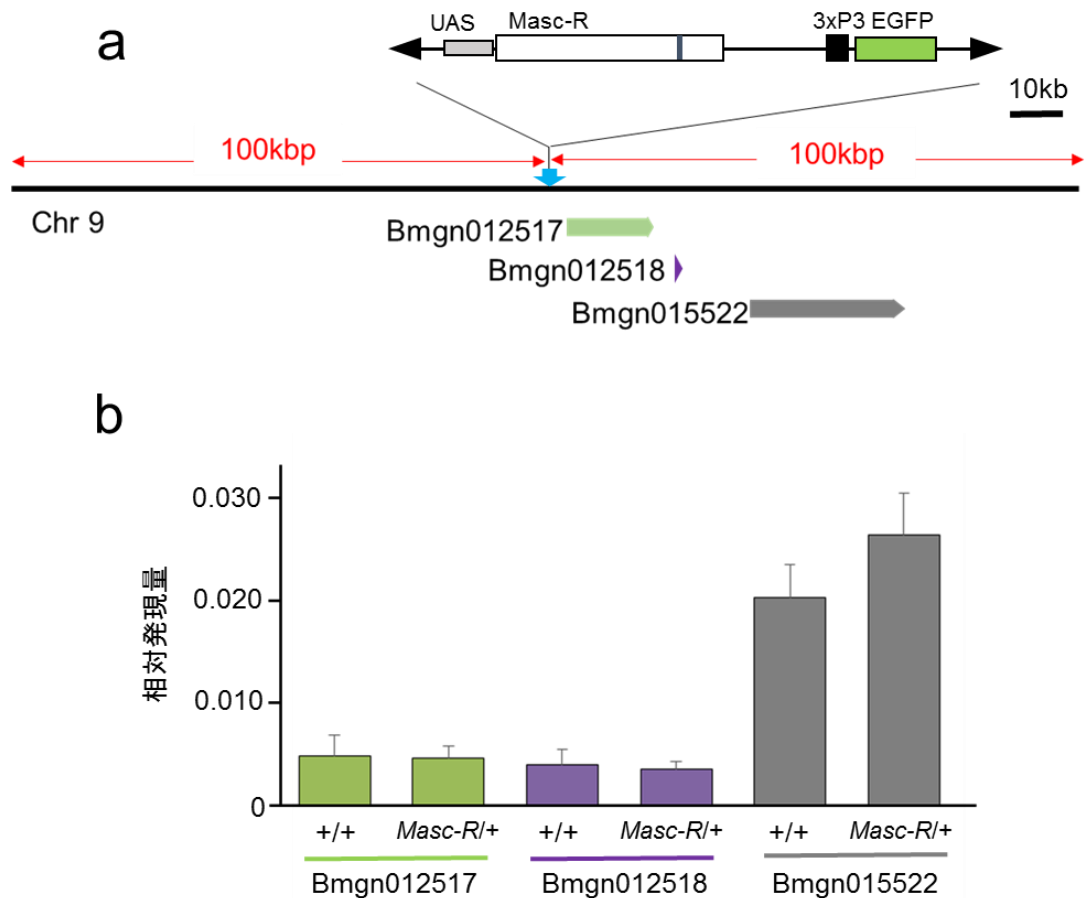 a
UAS Masc-R 3xP3 EGFP
10kb
100kbp 100kbp
Chr 9
Bmgn012517
Bmgn012518
Bmgn015522
b
相対発現量
0.030
0.020
0.010
0
+/+ Masc-R/+ +/+ Masc-R/+ +/+ Masc-R/+
Bmgn012517 Bmgn012518 Bmgn015522